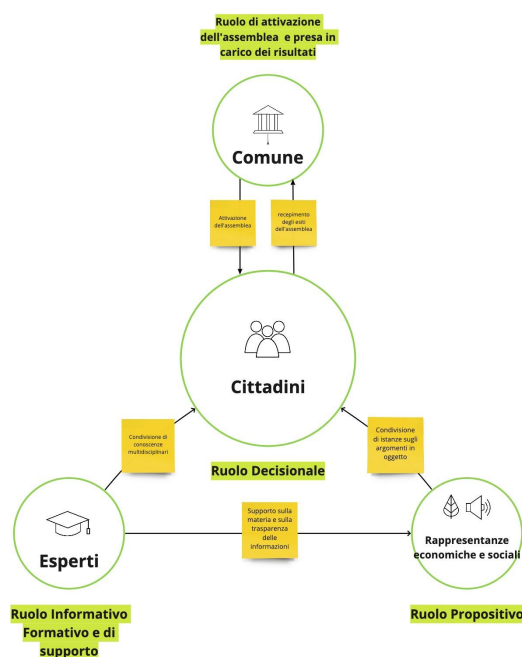 Ruolo di attivazione
dell'assemblea e presa in
carico dei risultati
Comune
Attivazione
dell'assemblea
recepimento
degli esiti
dell'assemblea
Cittadini
Condivisione di
conoscenze
multidisciplinari
Condivisione
di istanze sugli
argomenti in
oggetto
Ruolo Decisionale
Supporto sulla
materia e sulla
trasparenza
delle
informazioni
Esperti
Rappresentanze
economiche e sociali
Ruolo Informativo
Formativo e di
supporto
Ruolo Propositivo